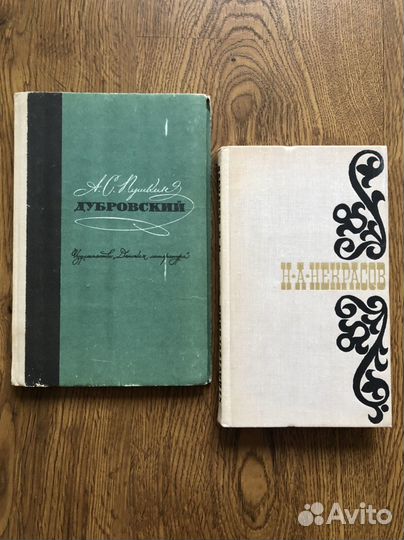 А.С. Пушкин
ДУБРОВСКИЙ
Издательство „Детская литература"
Н·А·НЕКРАСОВ
Avito